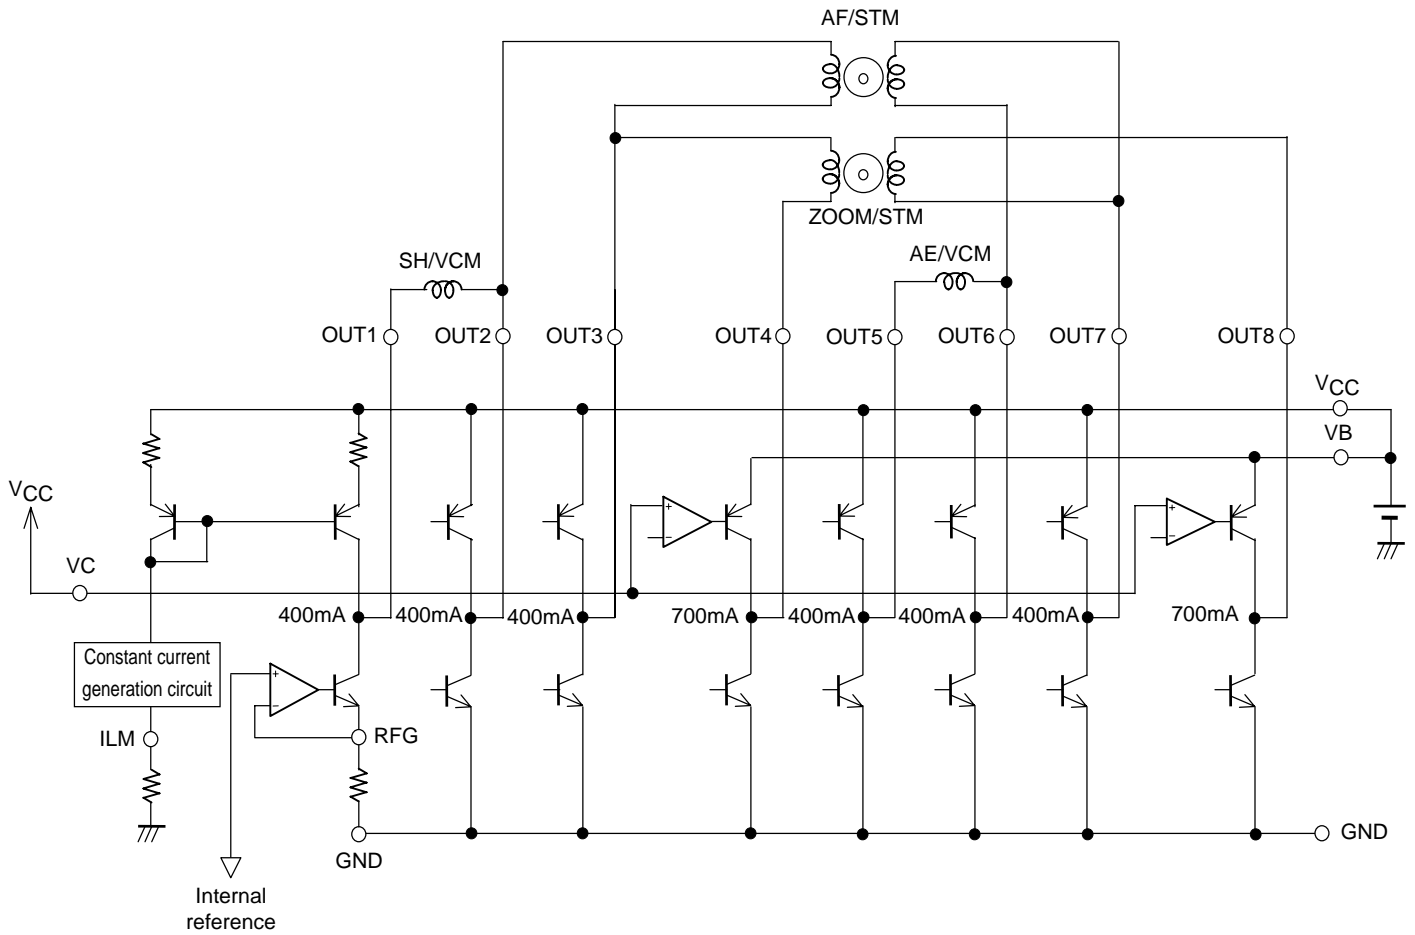 AF/STM
ZOOM/STM
SH/VCM
AE/VCM
OUT1
OUT2
OUT3
OUT4
OUT5
OUT6
OUT7
OUT8
VCC
VB
VCC
+
−
+
−
VC
400mA
400mA
400mA
700mA
400mA
400mA
400mA
700mA
Constant current
generation circuit
+
−
ILM
RFG
GND
GND
Internal
reference